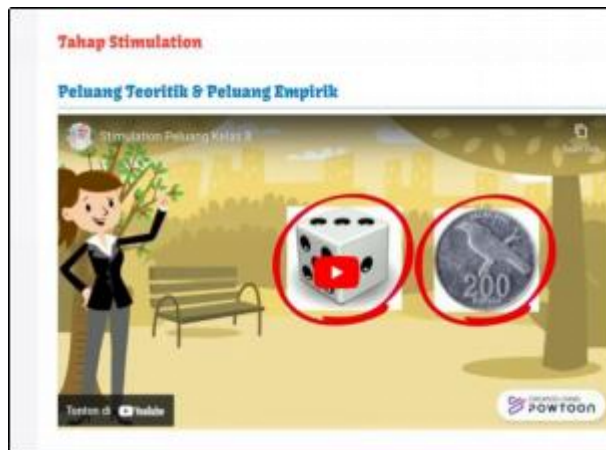 Tahap Stimulation
Peluang Teoritik & Peluang Empirik
Stimulation Peluang Kelas 8
200
Tonton di YouTube
POWTOON